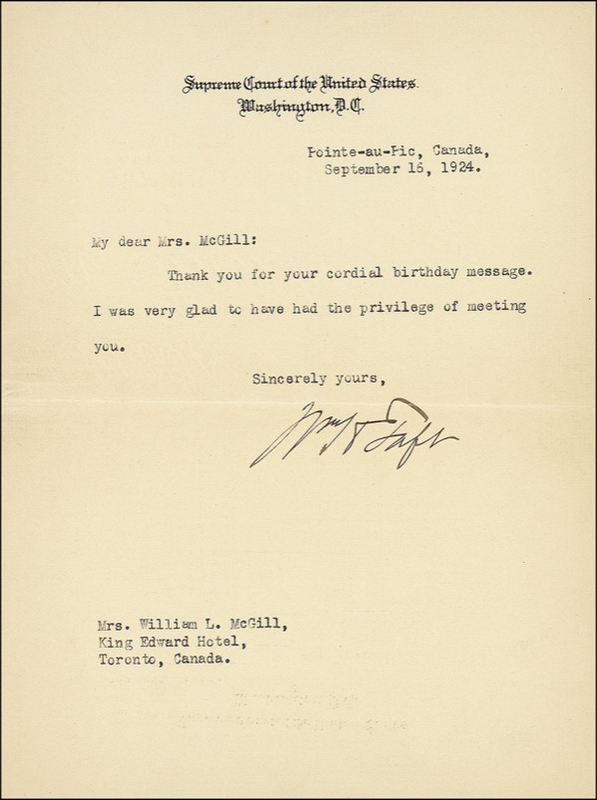 Supreme Court of the United States.
Washington, D.C.
Pointe-au-Pic, Canada,
September 16, 1924.
My dear Mrs. McGill:
Thank you for your cordial birthday message.
I was very glad to have had the privilege of meeting
you.
Sincerely yours,
Wm H Taft
Mrs. William L. McGill,
King Edward Hotel,
Toronto, Canada.